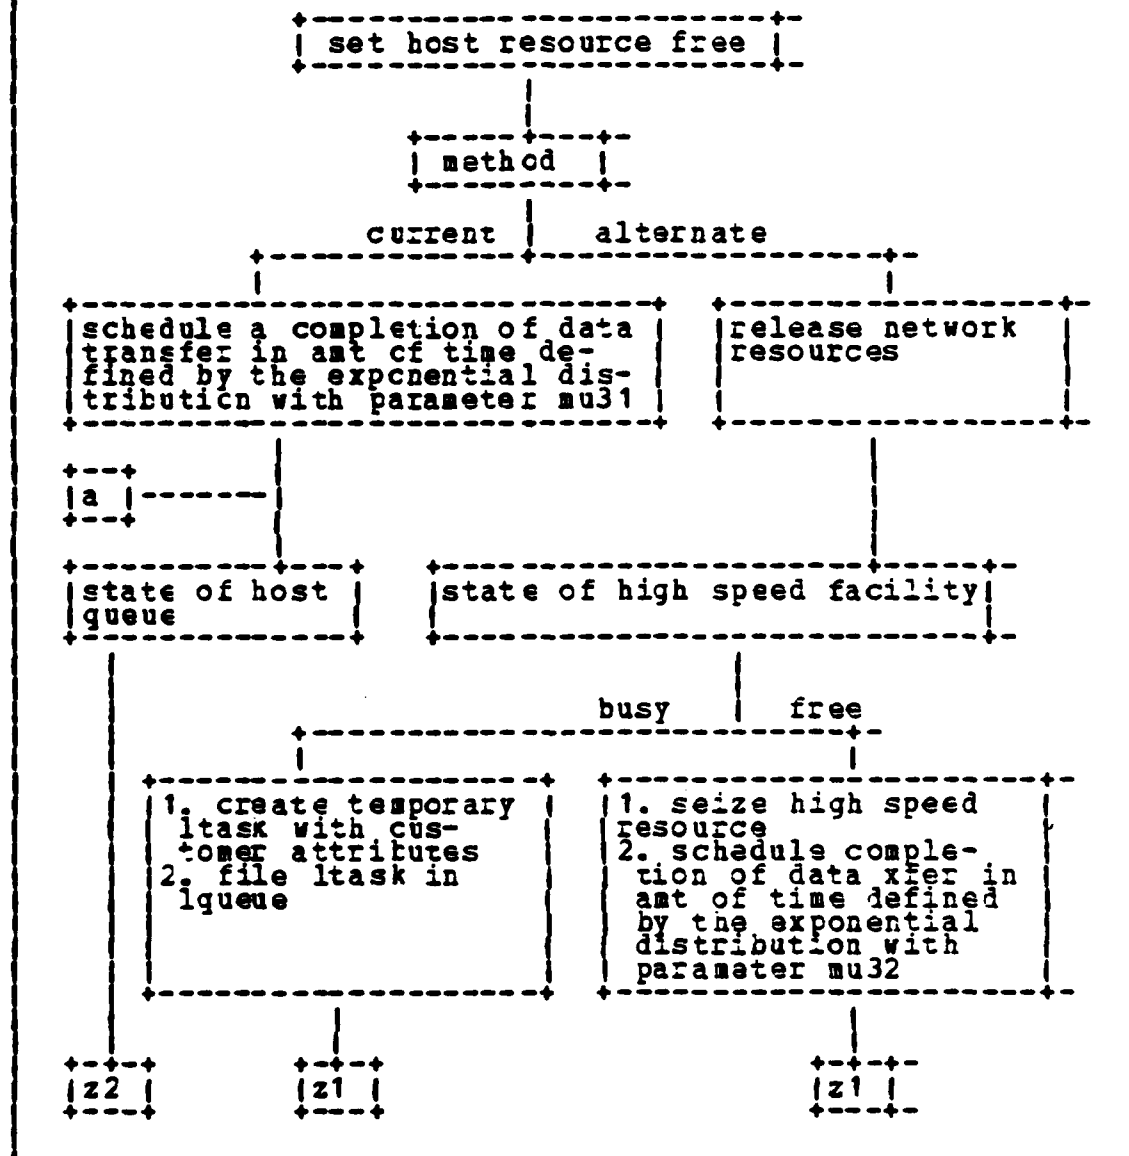 set host resource free
method
current alternate
schedule a completion of data
transfer in amt of time de-
fined by the exponential dis-
tribution with parameter mu31
release network
resources
a
state of host
queue
state of high speed facility
busy free
1. create temporary
ltask with cus-
tomer attributes
2. file ltask in
lqueue
1. seize high speed
resource
2. schedule comple-
tion of data xfer in
amt of time defined
by the exponential
distribution with
parameter mu32
z2
z1
z1